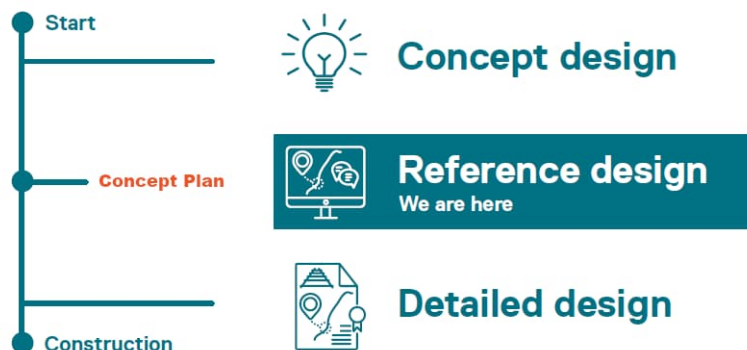 Start
Concept design
Concept Plan
Reference design
We are here
Detailed design
Construction